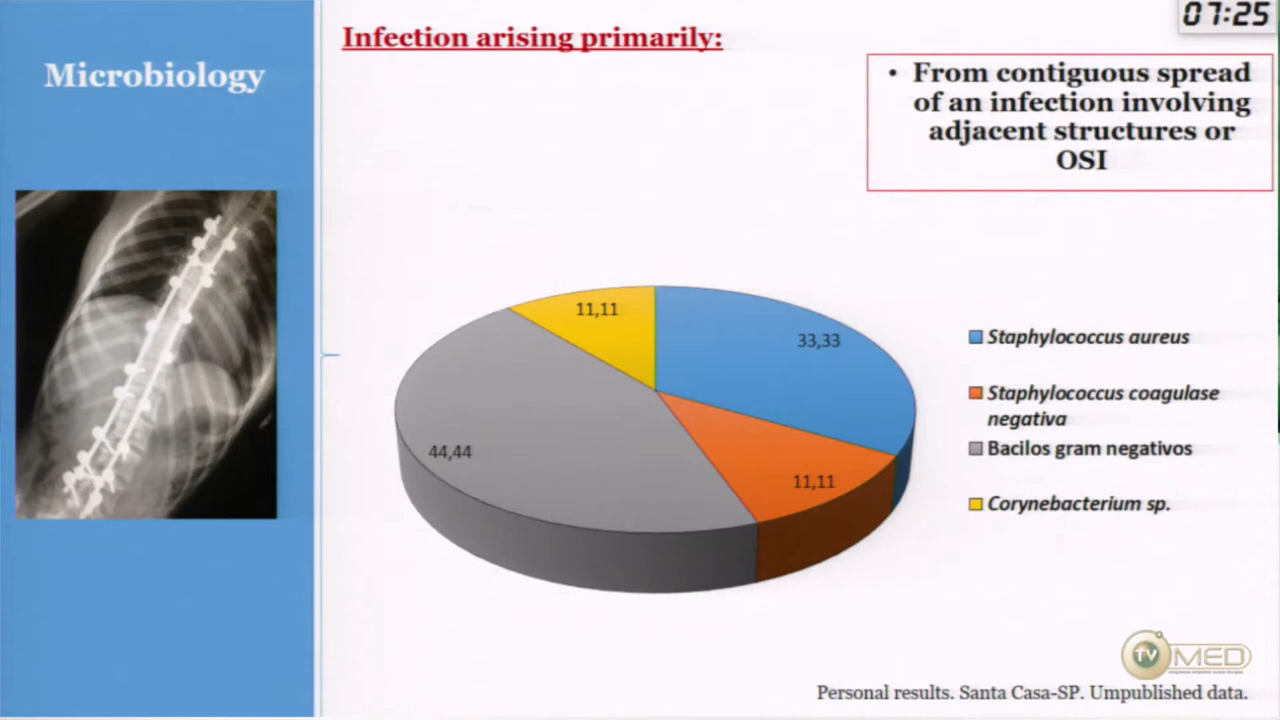 07:25
Microbiology
Infection arising primarily:
• From contiguous spread
of an infection involving
adjacent structures or
OSI
11,11
33,33
44,44
11,11
Staphylococcus aureus
Staphylococcus coagulase
negativa
Bacilos gram negativos
Corynebacterium sp.
TV MED
Personal results. Santa Casa-SP. Umpublished data.